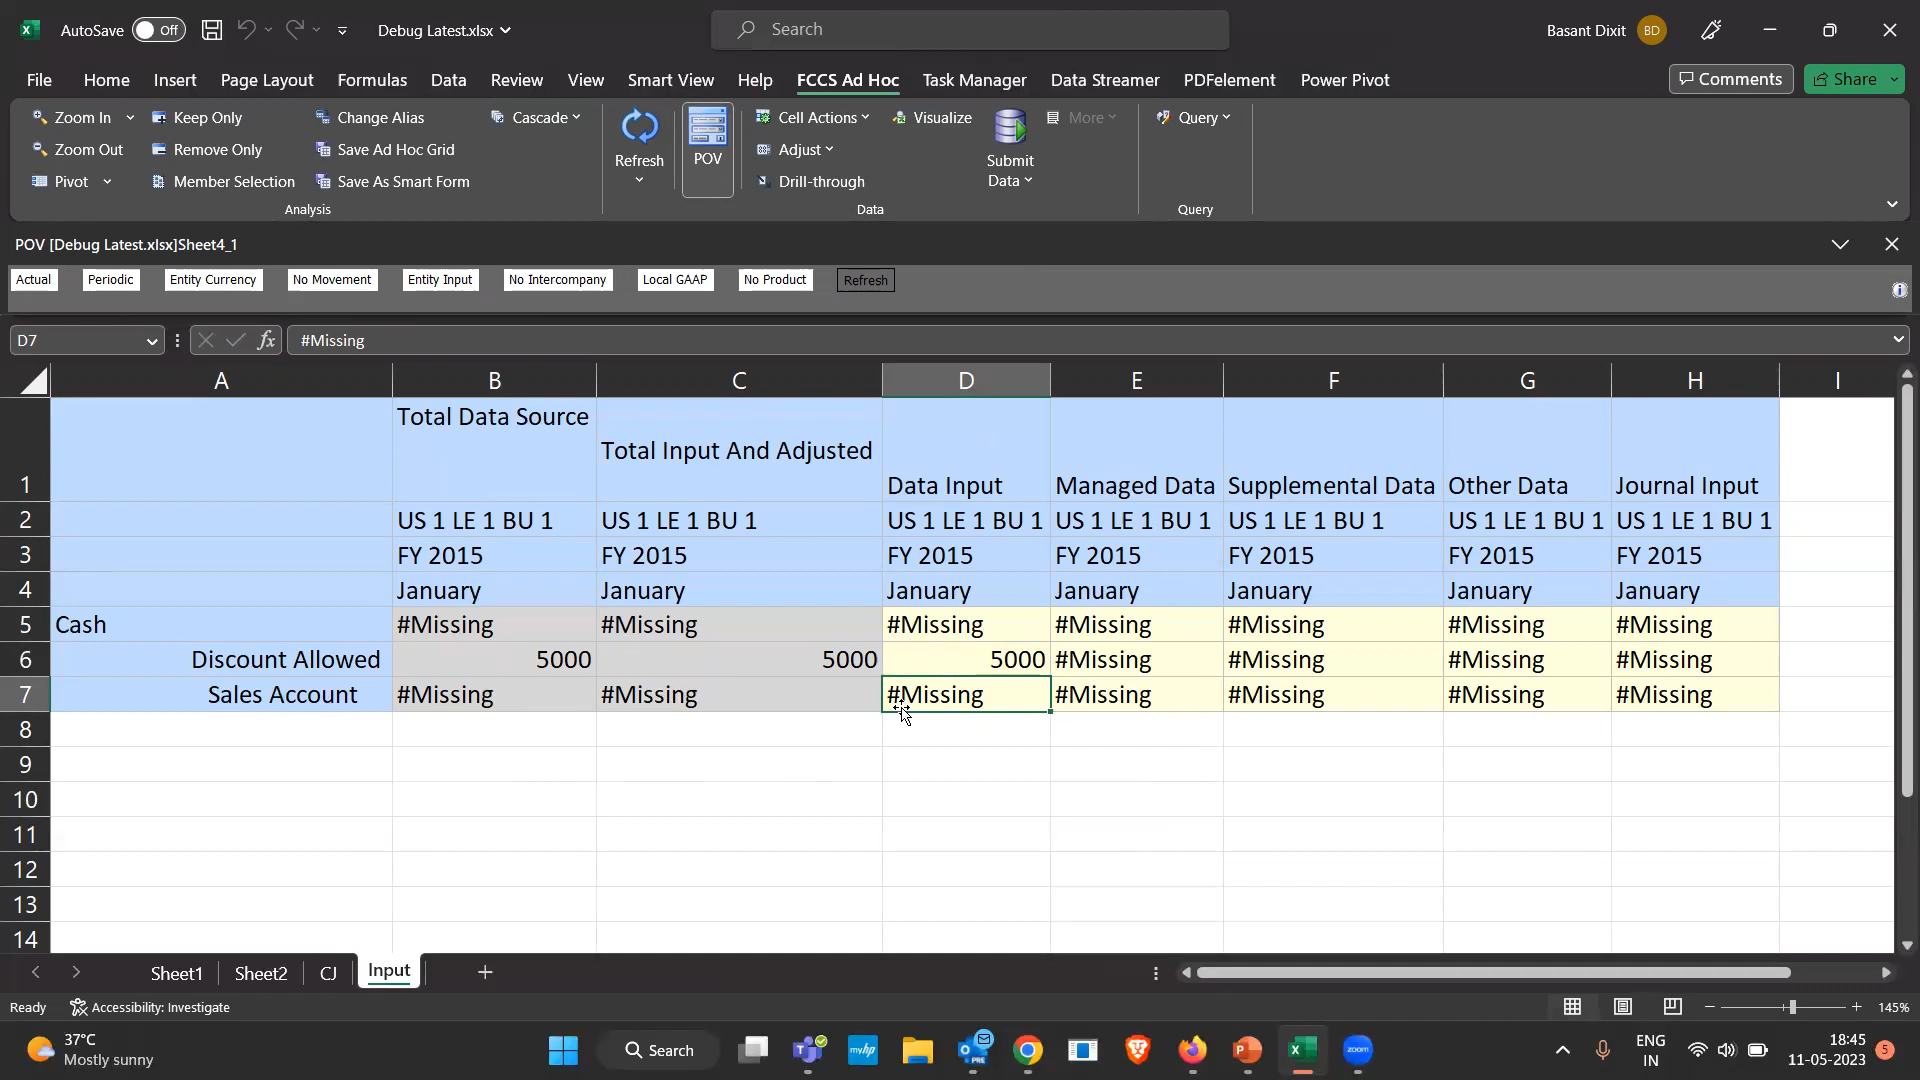 AutoSave Off Debug Latest.xlsx Search Basant Dixit BD
File Home Insert Page Layout Formulas Data Review View Smart View Help FCCS Ad Hoc Task Manager Data Streamer PDFelement Power Pivot Comments Share
Zoom In Keep Only Change Alias Cascade Cell Actions Visualize More Query
Zoom Out Remove Only Save Ad Hoc Grid Refresh POV Adjust Submit Data
Pivot Member Selection Save As Smart Form Drill-through
Analysis Data Query
POV [Debug Latest.xlsx]Sheet4_1
Actual Periodic Entity Currency No Movement Entity Input No Intercompany Local GAAP No Product Refresh
D7 fx #Missing
A B C D E F G H I
1 Total Data Source Total Input And Adjusted Data Input Managed Data Supplemental Data Other Data Journal Input
2 US 1 LE 1 BU 1 US 1 LE 1 BU 1 US 1 LE 1 BU 1 US 1 LE 1 BU 1 US 1 LE 1 BU 1 US 1 LE 1 BU 1 US 1 LE 1 BU 1
3 FY 2015 FY 2015 FY 2015 FY 2015 FY 2015 FY 2015 FY 2015
4 January January January January January January January
5 Cash #Missing #Missing #Missing #Missing #Missing #Missing #Missing
6 Discount Allowed 5000 5000 5000 #Missing #Missing #Missing #Missing
7 Sales Account #Missing #Missing #Missing #Missing #Missing #Missing #Missing
8
9
10
11
12
13
14
Sheet1 Sheet2 CJ Input
Ready Accessibility: Investigate 145%
37°C
Mostly sunny
Search myhp PRE zoom
ENG
IN
18:45
11-05-2023 5